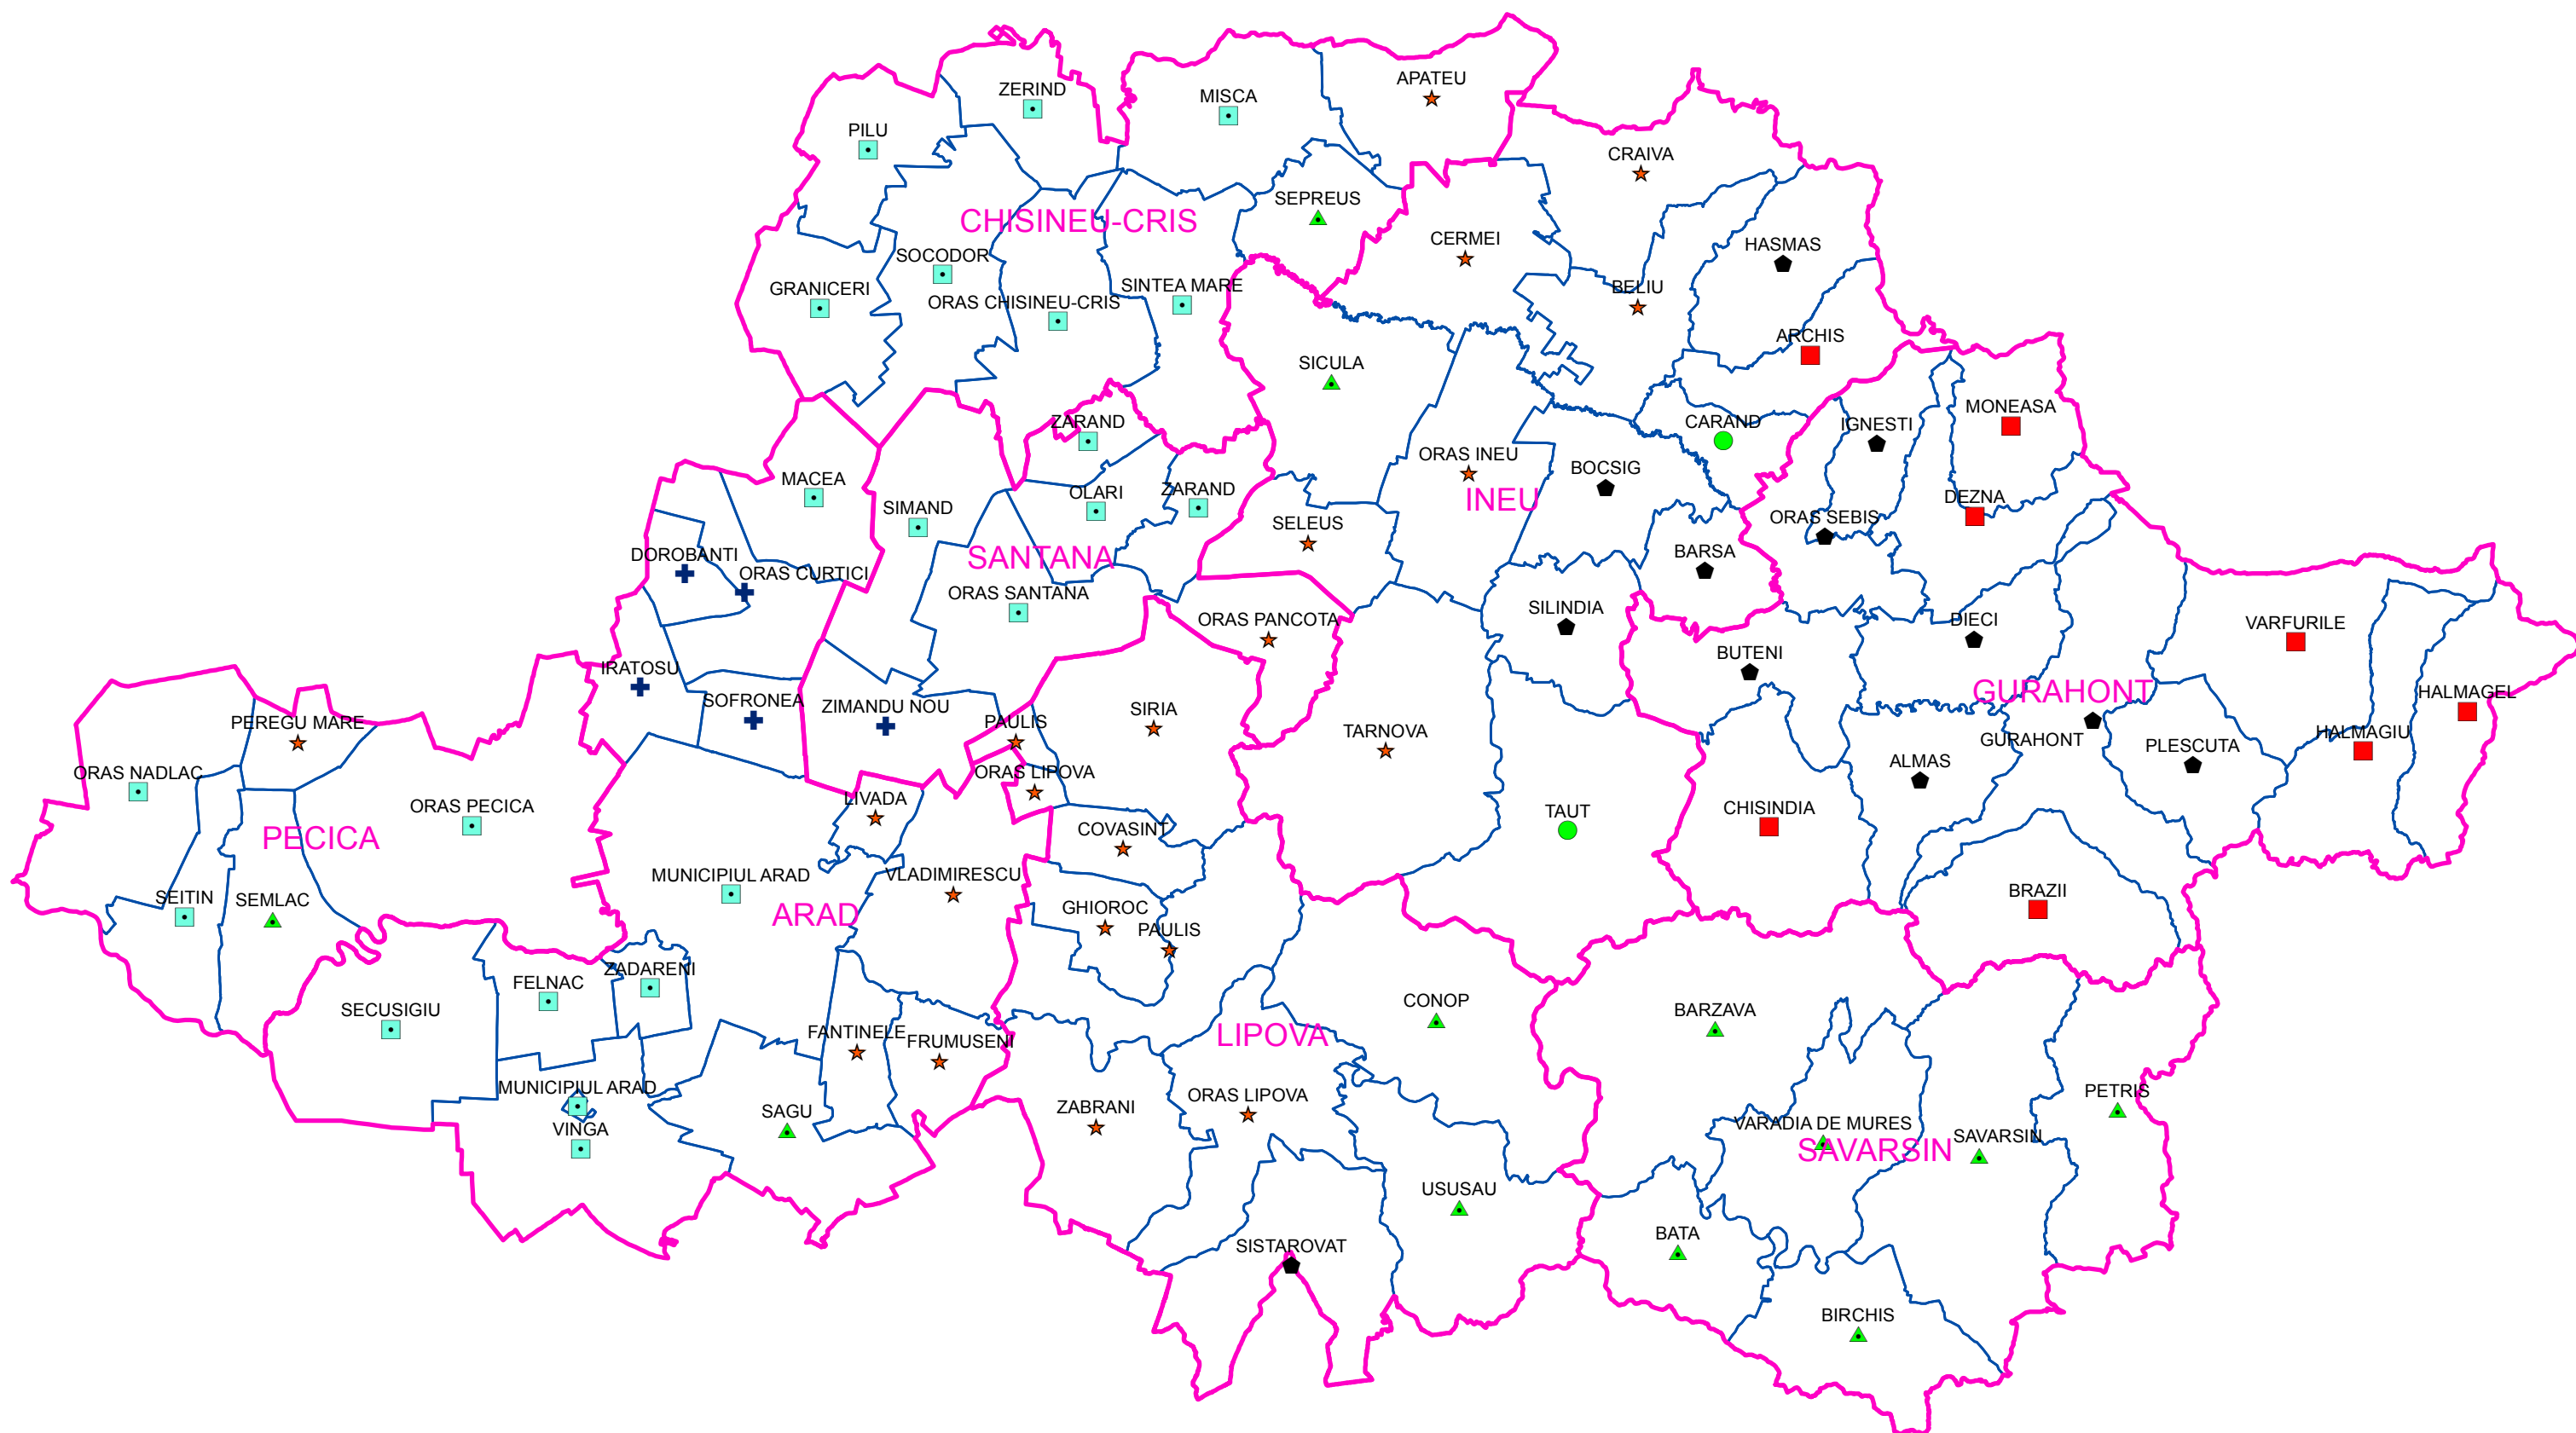 APATEU
ZERIND
MISCA
PILU
CRAIVA
SEPREUS
CHISINEU-CRIS
CERMEI
HASMAS
SOCODOR
GRANICERI
SINTEA MARE
BELIU
ORAS CHISINEU-CRIS
ARCHIS
SICULA
MONEASA
ZARAND
CARAND
IGNESTI
ORAS INEU
BOCSIG
MACEA
OLARI
ZARAND
INEU
DEZNA
SIMAND
ORAS SEBIS
SELEUS
DOROBANTI
SANTANA
BARSA
ORAS CURTICI
ORAS SANTANA
SILINDIA
ORAS PANCOTA
DIECI
VARFURILE
BUTENI
IRATOSU
GURAHONT
HALMAGEL
SOFRONEA
ZIMANDU NOU
SIRIA
PEREGU MARE
PAULIS
TARNOVA
HALMAGIU
GURAHONT
PLESCUTA
ALMAS
ORAS NADLAC
ORAS LIPOVA
LIVADA
ORAS PECICA
CHISINDIA
TAUT
COVASINT
PECICA
MUNICIPIUL ARAD
VLADIMIRESCU
BRAZII
SEITIN
SEMLAC
GHIOROC
ARAD
PAULIS
ZADARENI
FELNAC
CONOP
SECUSIGIU
BARZAVA
FANTINELE
LIPOVA
FRUMUSENI
MUNICIPIUL ARAD
PETRIS
ORAS LIPOVA
ZABRANI
SAGU
VARADIA DE MURES
VINGA
SAVARSIN
SAVARSIN
USUSAU
BATA
SISTAROVAT
BIRCHIS